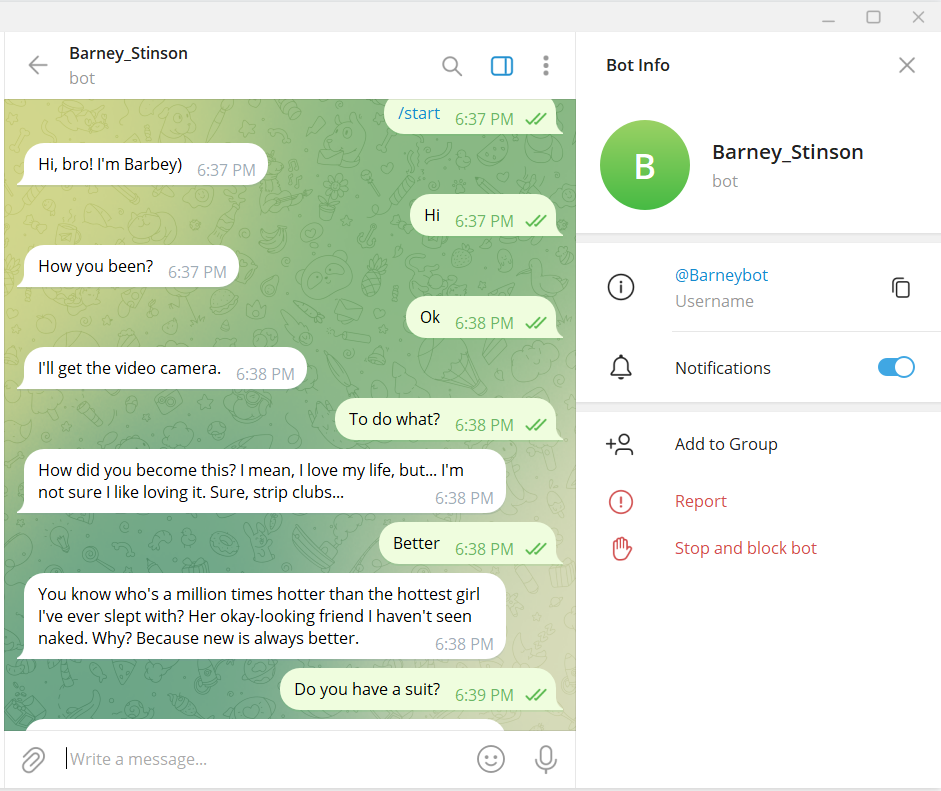 Barney_Stinson
bot
/start
6:37 PM
Hi, bro! I'm Barbey)
6:37 PM
Hi
6:37 PM
How you been?
6:37 PM
Ok
6:38 PM
I'll get the video camera.
6:38 PM
To do what?
6:38 PM
How did you become this? I mean, I love my life, but... I'm
not sure I like loving it. Sure, strip clubs...
6:38 PM
Better
6:38 PM
You know who's a million times hotter than the hottest girl
I've ever slept with? Her okay-looking friend I haven't seen
naked. Why? Because new is always better.
6:38 PM
Do you have a suit?
6:39 PM
Write a message...
Bot Info
B
Barney_Stinson
bot
@Barneybot
Username
Notifications
Add to Group
Report
Stop and block bot